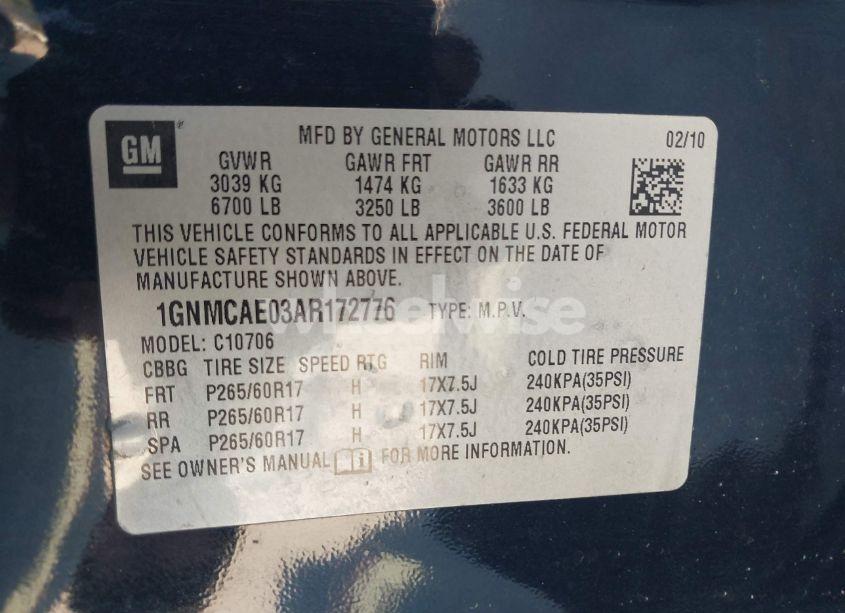 GM
MFD BY GENERAL MOTORS LLC 02/10
GVWR GAWR FRT GAWR RR
3039 KG 1474 KG 1633 KG
6700 LB 3250 LB 3600 LB
THIS VEHICLE CONFORMS TO ALL APPLICABLE U.S. FEDERAL MOTOR
VEHICLE SAFETY STANDARDS IN EFFECT ON THE DATE OF
MANUFACTURE SHOWN ABOVE.
1GNMCAE03AR172776 TYPE: M.P.V.
wheelwise
MODEL: C10706
CBBG TIRE SIZE SPEED RTG RIM COLD TIRE PRESSURE
FRT P265/60R17 H 17X7.5J 240KPA(35PSI)
RR P265/60R17 H 17X7.5J 240KPA(35PSI)
SPA P265/60R17 H 17X7.5J 240KPA(35PSI)
SEE OWNER'S MANUAL FOR MORE INFORMATION.